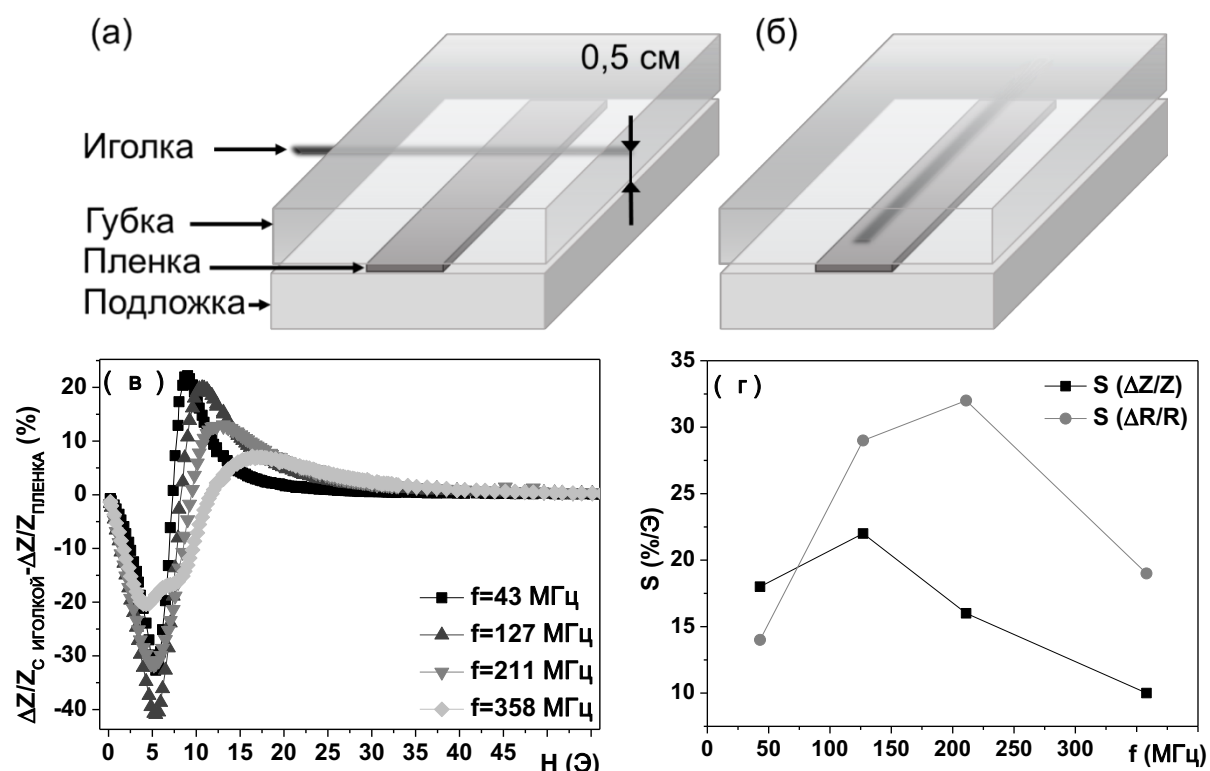 (а)
(б)
0,5 см
Иголка
Губка
Пленка
Подложка
( в )
ΔZ/Z С ИГОЛКОЙ-ΔZ/Z ПЛЕНКА (%)
20
10
0
-10
-20
-30
-40
f=43 МГц
f=127 МГц
f=211 МГц
f=358 МГц
0 5 10 15 20 25 30 35 40 45
H (Э)
( г )
S (%/Э)
35
30
25
20
15
10
S (ΔZ/Z)
S (ΔR/R)
0 50 100 150 200 250 300
f (МГц)